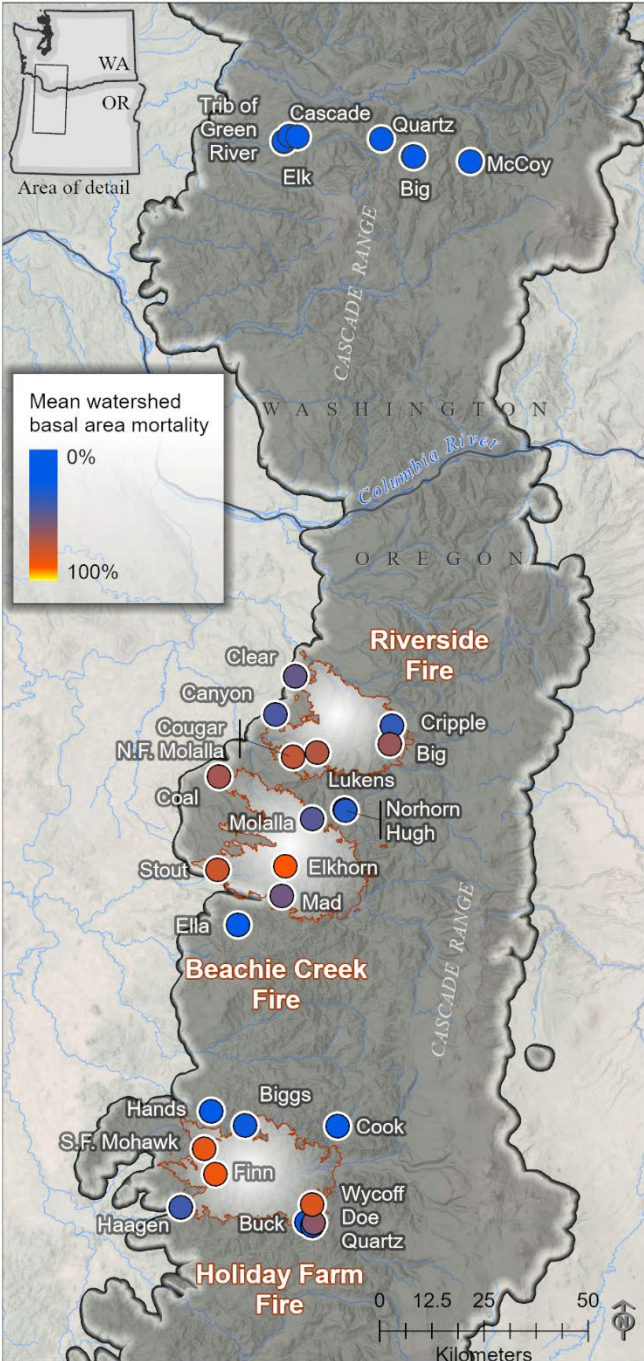 WA
OR
Area of detail
Trib of
Green
River
Cascade
Quartz
Elk
Big
McCoy
CASCADE RANGE
WASHINGTON
Columbia River
OREGON
Mean watershed
basal area mortality
0%
100%
Riverside
Fire
Clear
Canyon
Cougar
N.F. Molalla
Cripple
Big
Lukens
Coal
Molalla
Norhorn
Hugh
Stout
Elkhorn
Mad
Ella
CASCADE RANGE
Beachie Creek
Fire
Hands
Biggs
Cook
S.F. Mohawk
Finn
Haagen
Buck
Wycoff
Doe
Quartz
Holiday Farm
Fire
0 12.5 25 50
Kilometers
N